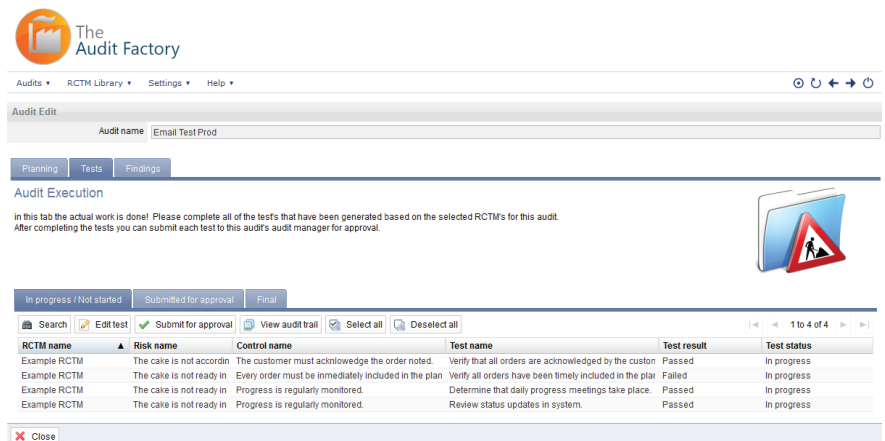 The
Audit Factory
Audits RCTM Library Settings Help
Audit Edit
Audit name Email Test Prod
Planning Tests Findings
Audit Execution
in this tab the actual work is done! Please complete all of the test's that have been generated based on the selected RCTM's for this audit.
After completing the tests you can submit each test to this audit's audit manager for approval.
In progress / Not started Submitted for approval Final
Search Edit test Submit for approval View audit trail Select all Deselect all 1 to 4 of 4
RCTM name Risk name Control name Test name Test result Test status
Example RCTM The cake is not accordin The customer must acknlowedge the order noted. Verify that all orders are acknowledged by the custon Passed In progress
Example RCTM The cake is not ready in Every order must be inmediately included in the plan Verify all orders have been timely included in the plar Failed In progress
Example RCTM The cake is not ready in Progress is regularly monitored. Determine that daily progress meetings take place. Passed In progress
Example RCTM The cake is not ready in Progress is regularly monitored. Review status updates in system. Passed In progress
Close